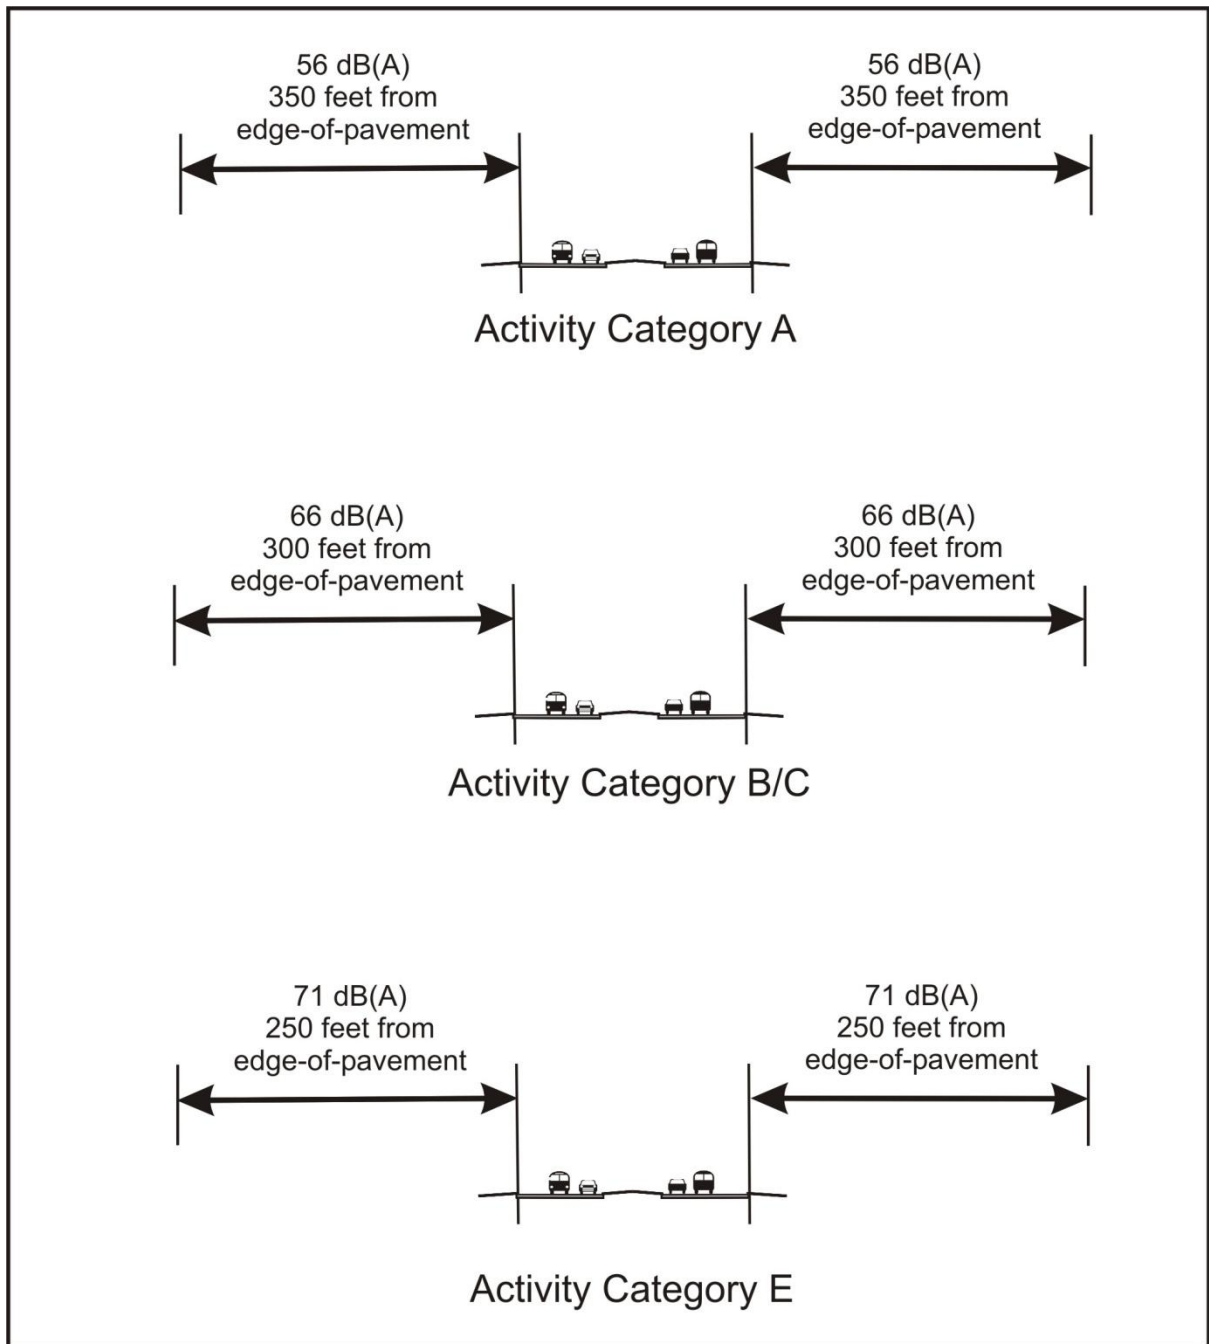 56 dB(A)
350 feet from
edge-of-pavement
56 dB(A)
350 feet from
edge-of-pavement
Activity Category A
66 dB(A)
300 feet from
edge-of-pavement
66 dB(A)
300 feet from
edge-of-pavement
Activity Category B/C
71 dB(A)
250 feet from
edge-of-pavement
71 dB(A)
250 feet from
edge-of-pavement
Activity Category E